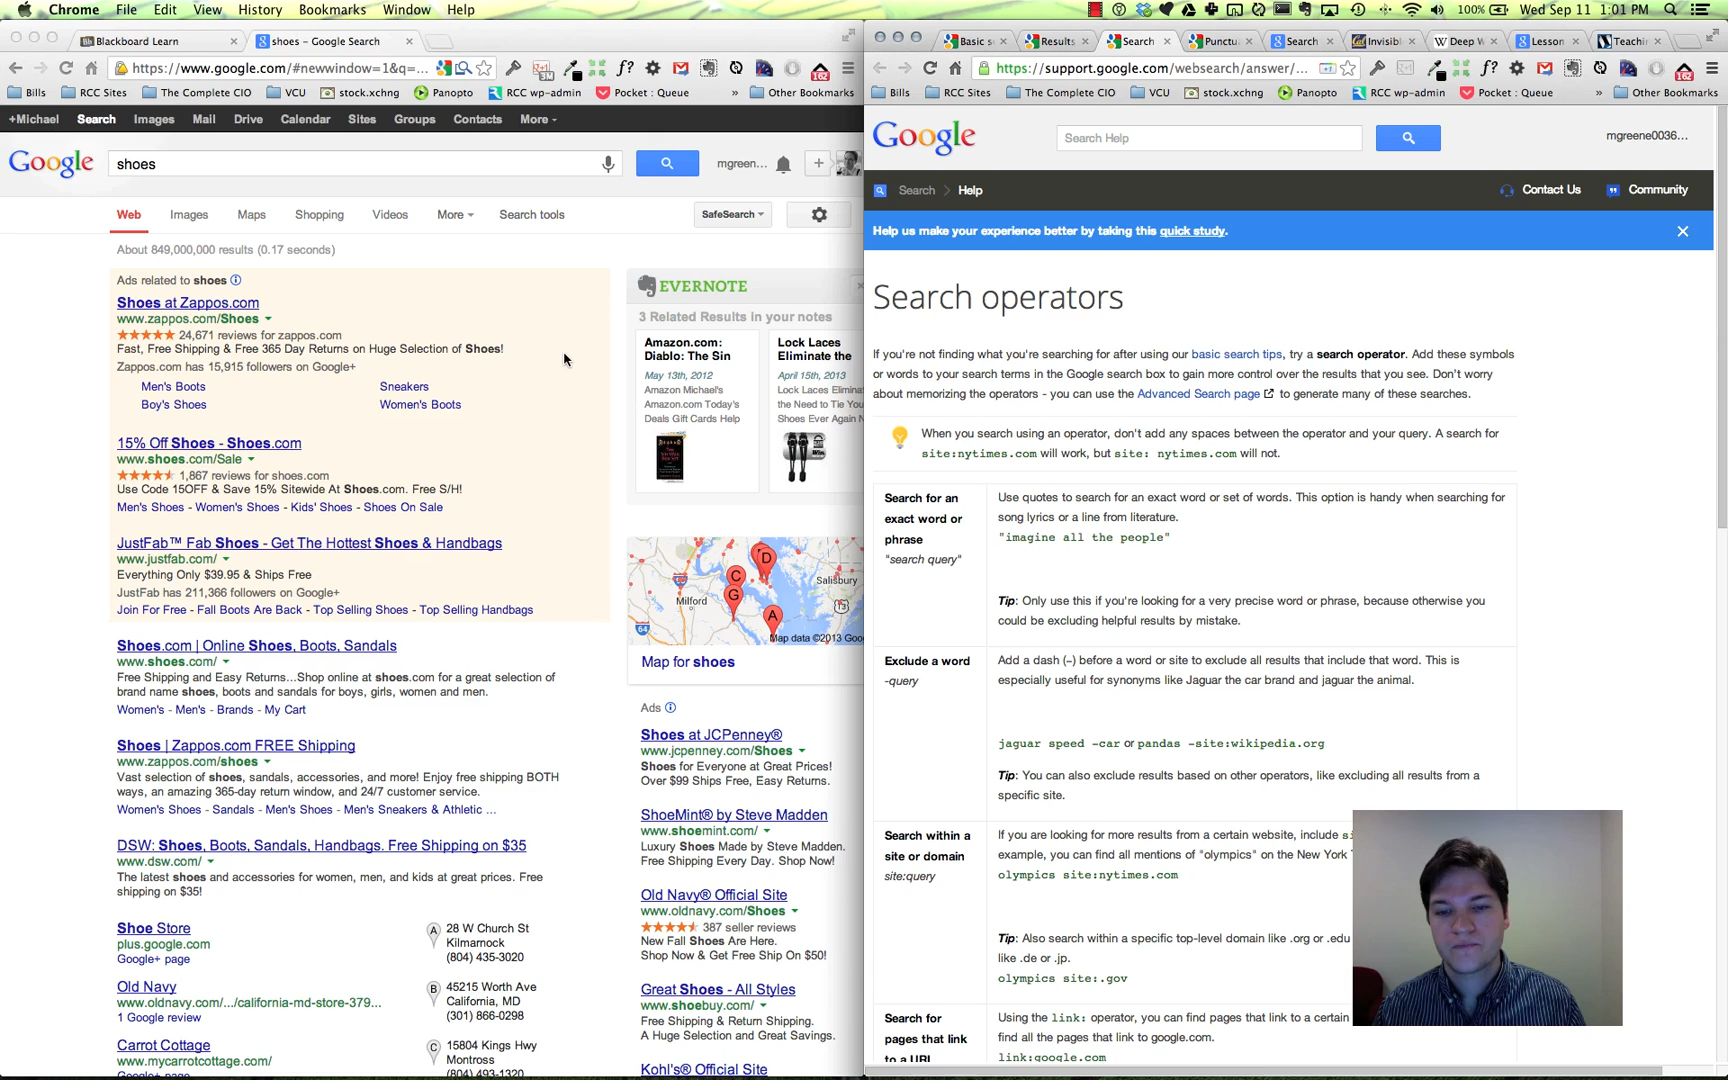 Chrome File Edit View History Bookmarks Window Help
100% Wed Sep 11 1:01 PM
Blackboard Learn
shoes – Google Search
https://www.google.com/#newwindow=1&q=...
Bills RCC Sites The Complete CIO VCU stock.xchng Panopto RCC wp-admin Pocket : Queue » Other Bookmarks
+Michael Search Images Mail Drive Calendar Sites Groups Contacts More
Google
shoes
mgreen...
Web Images Maps Shopping Videos More Search tools
SafeSearch
About 849,000,000 results (0.17 seconds)
Ads related to shoes
Shoes at Zappos.com
www.zappos.com/Shoes
24,671 reviews for zappos.com
Fast, Free Shipping & Free 365 Day Returns on Huge Selection of Shoes!
Zappos.com has 15,915 followers on Google+
Men's Boots Sneakers
Boy's Shoes Women's Boots
15% Off Shoes - Shoes.com
www.shoes.com/Sale
1,867 reviews for shoes.com
Use Code 15OFF & Save 15% Sitewide At Shoes.com. Free S/H!
Men's Shoes - Women's Shoes - Kids' Shoes - Shoes On Sale
JustFab™ Fab Shoes - Get The Hottest Shoes & Handbags
www.justfab.com/
Everything Only $39.95 & Ships Free
JustFab has 211,366 followers on Google+
Join For Free - Fall Boots Are Back - Top Selling Shoes - Top Selling Handbags
Shoes.com | Online Shoes, Boots, Sandals
www.shoes.com/
Free Shipping and Easy Returns...Shop online at shoes.com for a great selection of
brand name shoes, boots and sandals for boys, girls, women and men.
Women's - Men's - Brands - My Cart
Shoes | Zappos.com FREE Shipping
www.zappos.com/shoes
Vast selection of shoes, sandals, accessories, and more! Enjoy free shipping BOTH
ways, an amazing 365-day return window, and 24/7 customer service.
Women's Shoes - Sandals - Men's Shoes - Men's Sneakers & Athletic ...
DSW: Shoes, Boots, Sandals, Handbags. Free Shipping on $35
www.dsw.com/
The latest shoes and accessories for women, men, and kids at great prices. Free
shipping on $35!
Shoe Store
plus.google.com
Google+ page
A 28 W Church St
Kilmarnock
(804) 435-3020
Old Navy
www.oldnavy.com/.../california-md-store-379...
1 Google review
B 45215 Worth Ave
California, MD
(301) 866-0298
Carrot Cottage
www.mycarrotcottage.com/
Google+ page
C 15804 Kings Hwy
Montross
(804) 493-1320
EVERNOTE
3 Related Results in your notes
Amazon.com:
Diablo: The Sin
May 13th, 2012
Amazon Michael's
Amazon.com Today's
Deals Gift Cards Help
Lock Laces
Eliminate the
April 15th, 2013
Lock Laces Elimina
the Need to Tie You
Shoes Ever Again N
Milford
Salisbury
64
13
D
C
G
A
Map data ©2013 Goo
Map for shoes
Ads
Shoes at JCPenney®
www.jcpenney.com/Shoes
Shoes for Everyone at Great Prices!
Over $99 Ships Free, Easy Returns.
ShoeMint® by Steve Madden
www.shoemint.com/
Luxury Shoes Made by Steve Madden.
Free Shipping Every Day. Shop Now!
Old Navy® Official Site
www.oldnavy.com/Shoes
387 seller reviews
New Fall Shoes Are Here.
Shop Now & Get Free Ship On $50!
Great Shoes - All Styles
www.shoebuy.com/
Free Shipping & Return Shipping.
A Huge Selection and Great Savings.
Kohl's® Official Site
Basic s Results Search Punctu Search Invisibl Deep W Lesson Teachin
https://support.google.com/websearch/answer/...
Bills RCC Sites The Complete CIO VCU stock.xchng Panopto RCC wp-admin Pocket : Queue » Other Bookmarks
Google
Search Help
mgreene0036...
Search > Help
Contact Us
Community
Help us make your experience better by taking this quick study.
Search operators
If you're not finding what you're searching for after using our basic search tips, try a search operator. Add these symbols
or words to your search terms in the Google search box to gain more control over the results that you see. Don't worry
about memorizing the operators - you can use the Advanced Search page to generate many of these searches.
When you search using an operator, don't add any spaces between the operator and your query. A search for
site:nytimes.com will work, but site: nytimes.com will not.
Search for an
exact word or
phrase
"search query"
Use quotes to search for an exact word or set of words. This option is handy when searching for
song lyrics or a line from literature.
"imagine all the people"
Tip: Only use this if you're looking for a very precise word or phrase, because otherwise you
could be excluding helpful results by mistake.
Exclude a word
-query
Add a dash (-) before a word or site to exclude all results that include that word. This is
especially useful for synonyms like Jaguar the car brand and jaguar the animal.
jaguar speed -car or pandas -site:wikipedia.org
Tip: You can also exclude results based on other operators, like excluding all results from a
specific site.
Search within a
site or domain
site:query
If you are looking for more results from a certain website, include si
example, you can find all mentions of "olympics" on the New York T
olympics site:nytimes.com
Tip: Also search within a specific top-level domain like .org or .edu
like .de or .jp.
olympics site:.gov
Search for
pages that link
to a URL
Using the link: operator, you can find pages that link to a certain
find all the pages that link to google.com.
link:google.com